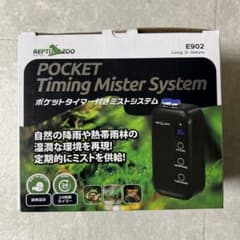 REPTI ZOO
E902
Living In Nature
POCKET
Timing Mister System
ポケットタイマー付きミストシステム
自然の降雨や熱帯雨林の
湿潤な環境を再現!
定期的にミストを供給!